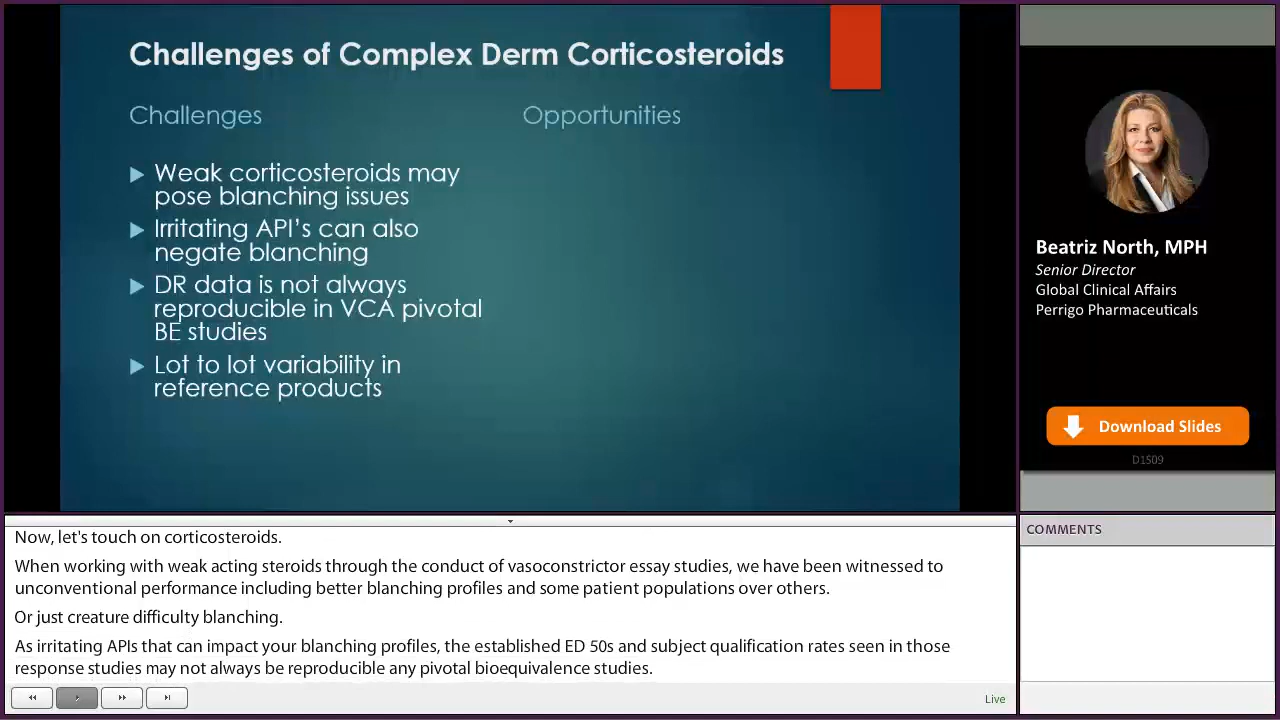 Challenges of Complex Derm Corticosteroids
Challenges
Opportunities
Weak corticosteroids may
pose blanching issues
Irritating API's can also
negate blanching
DR data is not always
reproducible in VCA pivotal
BE studies
Lot to lot variability in
reference products
Beatriz North, MPH
Senior Director
Global Clinical Affairs
Perrigo Pharmaceuticals
Download Slides
D1S09
Now, let's touch on corticosteroids.
When working with weak acting steroids through the conduct of vasoconstrictor essay studies, we have been witnessed to
unconventional performance including better blanching profiles and some patient populations over others.
Or just creature difficulty blanching.
As irritating APIs that can impact your blanching profiles, the established ED 50s and subject qualification rates seen in those
response studies may not always be reproducible any pivotal bioequivalence studies.
Live
COMMENTS